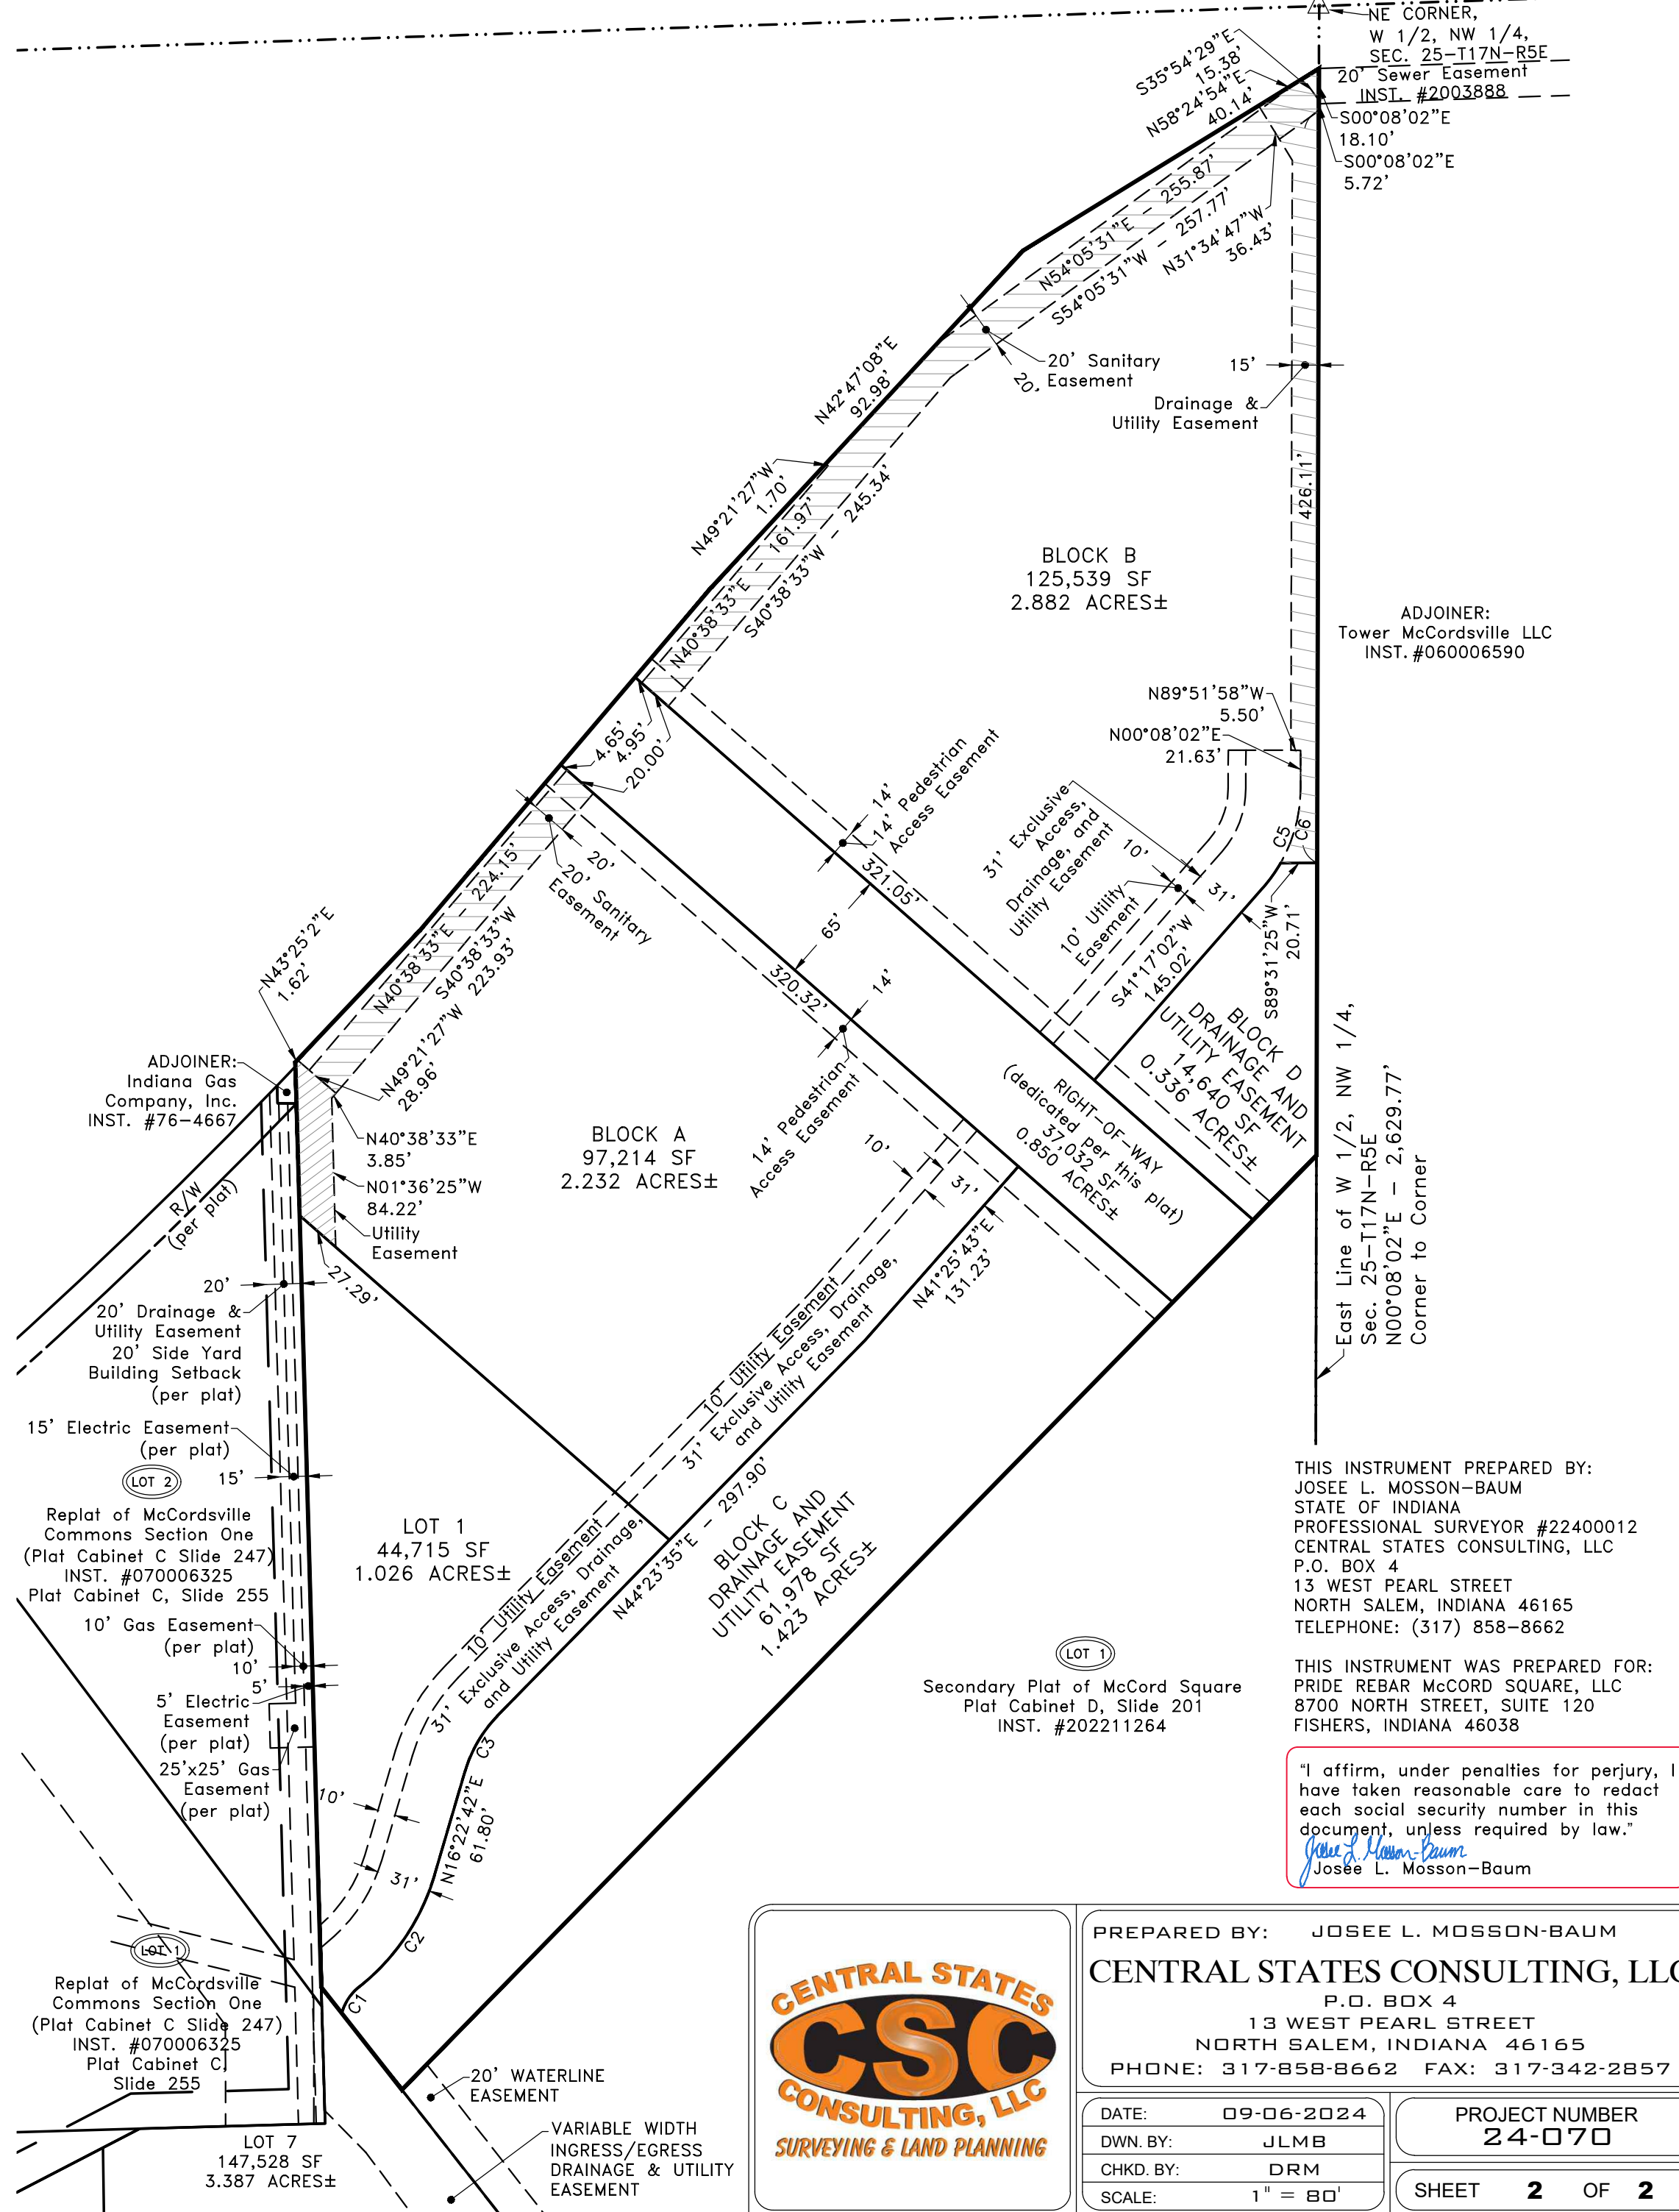 NE CORNER,
W 1/2, NW 1/4,
SEC. 25-T17N-R5E
20' Sewer Easement
INST. #2003888
S35°54'29"E
15.38'
N58°24'54"E
40.14'
S00°08'02"E
18.10'
S00°08'02"E
5.72'
N54°05'31"E - 255.87'
S54°05'31"W - 257.77'
N31°34'47"W
36.43'
20' Sanitary
Easement
20'
15'
Drainage &
Utility Easement
N42°47'08"E
92.98'
N49°21'27"W
1.70'
N40°38'33"E - 161.97'
S40°38'33"W - 245.34'
426.11'
BLOCK B
125,539 SF
2.882 ACRES±
ADJOINER:
Tower McCordsville LLC
INST.#060006590
N89°51'58"W
5.50'
N00°08'02"E
21.63'
4.65'
4.95'
20.00'
14'
14' Pedestrian
Access Easement
321.05'
31' Exclusive
Access,
Drainage, and
Utility Easement
10'
31'
10' Utility
Easement
C5
C6
S41°17'02"W
145.02'
S89°31'25"W
20.71'
20'
20' Sanitary
Easement
65'
320.32'
14'
14' Pedestrian
Access Easement
N40°38'33"E - 224.15'
S40°38'33"W
223.93'
N49°21'27"W
28.96'
N43°25'2"E
1.62'
ADJOINER:
Indiana Gas
Company, Inc.
INST. #76-4667
N40°38'33"E
3.85'
N01°36'25"W
84.22'
Utility
Easement
27.29'
R/W
(per plat)
BLOCK A
97,214 SF
2.232 ACRES±
10'
31'
RIGHT-OF-WAY
(dedicated per this plat)
37,032 SF
0.850 ACRES±
BLOCK D
DRAINAGE AND
UTILITY EASEMENT
14,640 SF
0.336 ACRES±
East Line of W 1/2, NW 1/4,
Sec. 25-T17N-R5E
N00°08'02"E - 2,629.77'
Corner to Corner
N41°25'43"E
131.23'
20'
20' Drainage &
Utility Easement
20' Side Yard
Building Setback
(per plat)
15' Electric Easement
(per plat)
15'
LOT 2
Replat of McCordsville
Commons Section One
(Plat Cabinet C Slide 247)
INST. #070006325
Plat Cabinet C, Slide 255
10' Utility Easement
31' Exclusive Access, Drainage,
and Utility Easement
LOT 1
44,715 SF
1.026 ACRES±
N44°23'35"E - 297.90'
BLOCK C
DRAINAGE AND
UTILITY EASEMENT
61,978 SF
1.423 ACRES±
10' Utility Easement
31' Exclusive Access, Drainage,
and Utility Easement
10' Gas Easement
(per plat)
10'
5'
5' Electric
Easement
(per plat)
25'x25' Gas
Easement
(per plat)
10'
31'
C3
N16°22'42"E
61.80'
C2
C1
LOT 1
Secondary Plat of McCord Square
Plat Cabinet D, Slide 201
INST. #202211264
THIS INSTRUMENT PREPARED BY:
JOSEE L. MOSSON-BAUM
STATE OF INDIANA
PROFESSIONAL SURVEYOR #22400012
CENTRAL STATES CONSULTING, LLC
P.O. BOX 4
13 WEST PEARL STREET
NORTH SALEM, INDIANA 46165
TELEPHONE: (317) 858-8662
THIS INSTRUMENT WAS PREPARED FOR:
PRIDE REBAR McCORD SQUARE, LLC
8700 NORTH STREET, SUITE 120
FISHERS, INDIANA 46038
"I affirm, under penalties for perjury, I
have taken reasonable care to redact
each social security number in this
document, unless required by law."
Josee L. Mosson-Baum
Josee L. Mosson-Baum
LOT 1
Replat of McCordsville
Commons Section One
(Plat Cabinet C Slide 247)
INST. #070006325
Plat Cabinet C,
Slide 255
LOT 7
147,528 SF
3.387 ACRES±
20' WATERLINE
EASEMENT
VARIABLE WIDTH
INGRESS/EGRESS
DRAINAGE & UTILITY
EASEMENT
CENTRAL STATES
CSC
CONSULTING, LLC
SURVEYING & LAND PLANNING
PREPARED BY: JOSEE L. MOSSON-BAUM
CENTRAL STATES CONSULTING, LLC
P.O. BOX 4
13 WEST PEARL STREET
NORTH SALEM, INDIANA 46165
PHONE: 317-858-8662 FAX: 317-342-2857
DATE: 09-06-2024
DWN. BY: JLMB
CHKD. BY: DRM
SCALE: 1" = 80'
PROJECT NUMBER
24-070
SHEET 2 OF 2